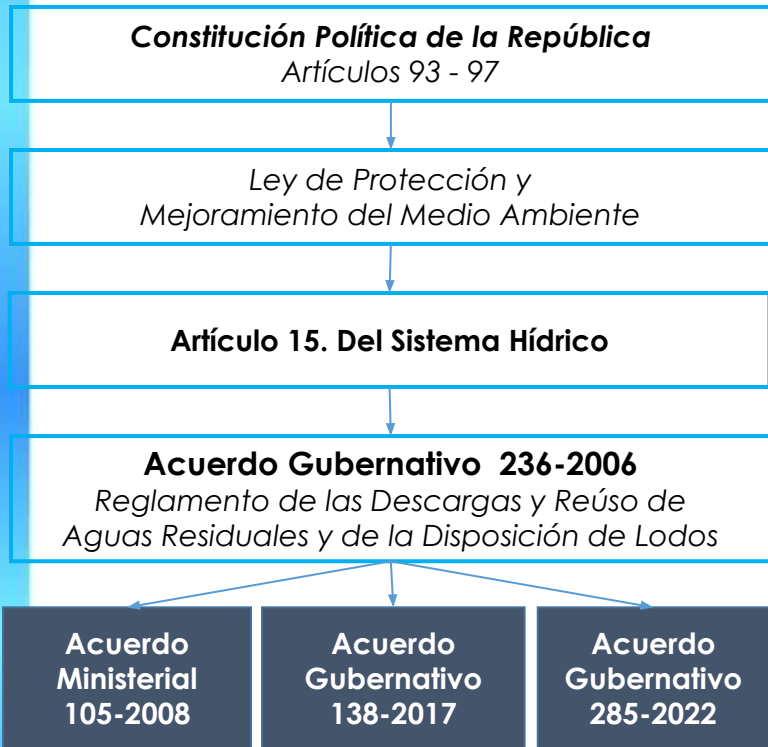 Constitución Política de la República
Artículos 93 - 97
Ley de Protección y
Mejoramiento del Medio Ambiente
Artículo 15. Del Sistema Hídrico
Acuerdo Gubernativo 236-2006
Reglamento de las Descargas y Reúso de
Aguas Residuales y de la Disposición de Lodos
Acuerdo
Ministerial
105-2008
Acuerdo
Gubernativo
138-2017
Acuerdo
Gubernativo
285-2022